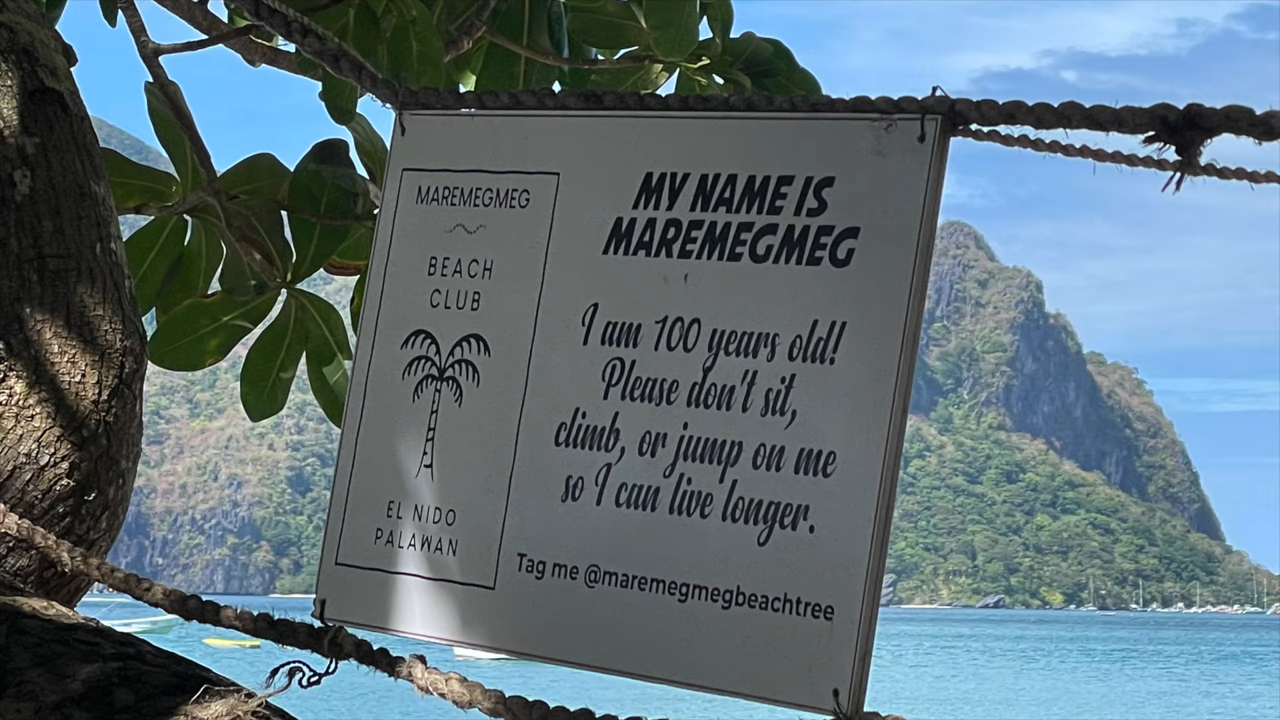 MAREMEGMEG
BEACH
CLUB
EL NIDO
PALAWAN
MY NAME IS
MAREMEGMEG
I am 100 years old!
Please don't sit,
climb, or jump on me
so I can live longer.
Tag me @maremegmegbeachtree